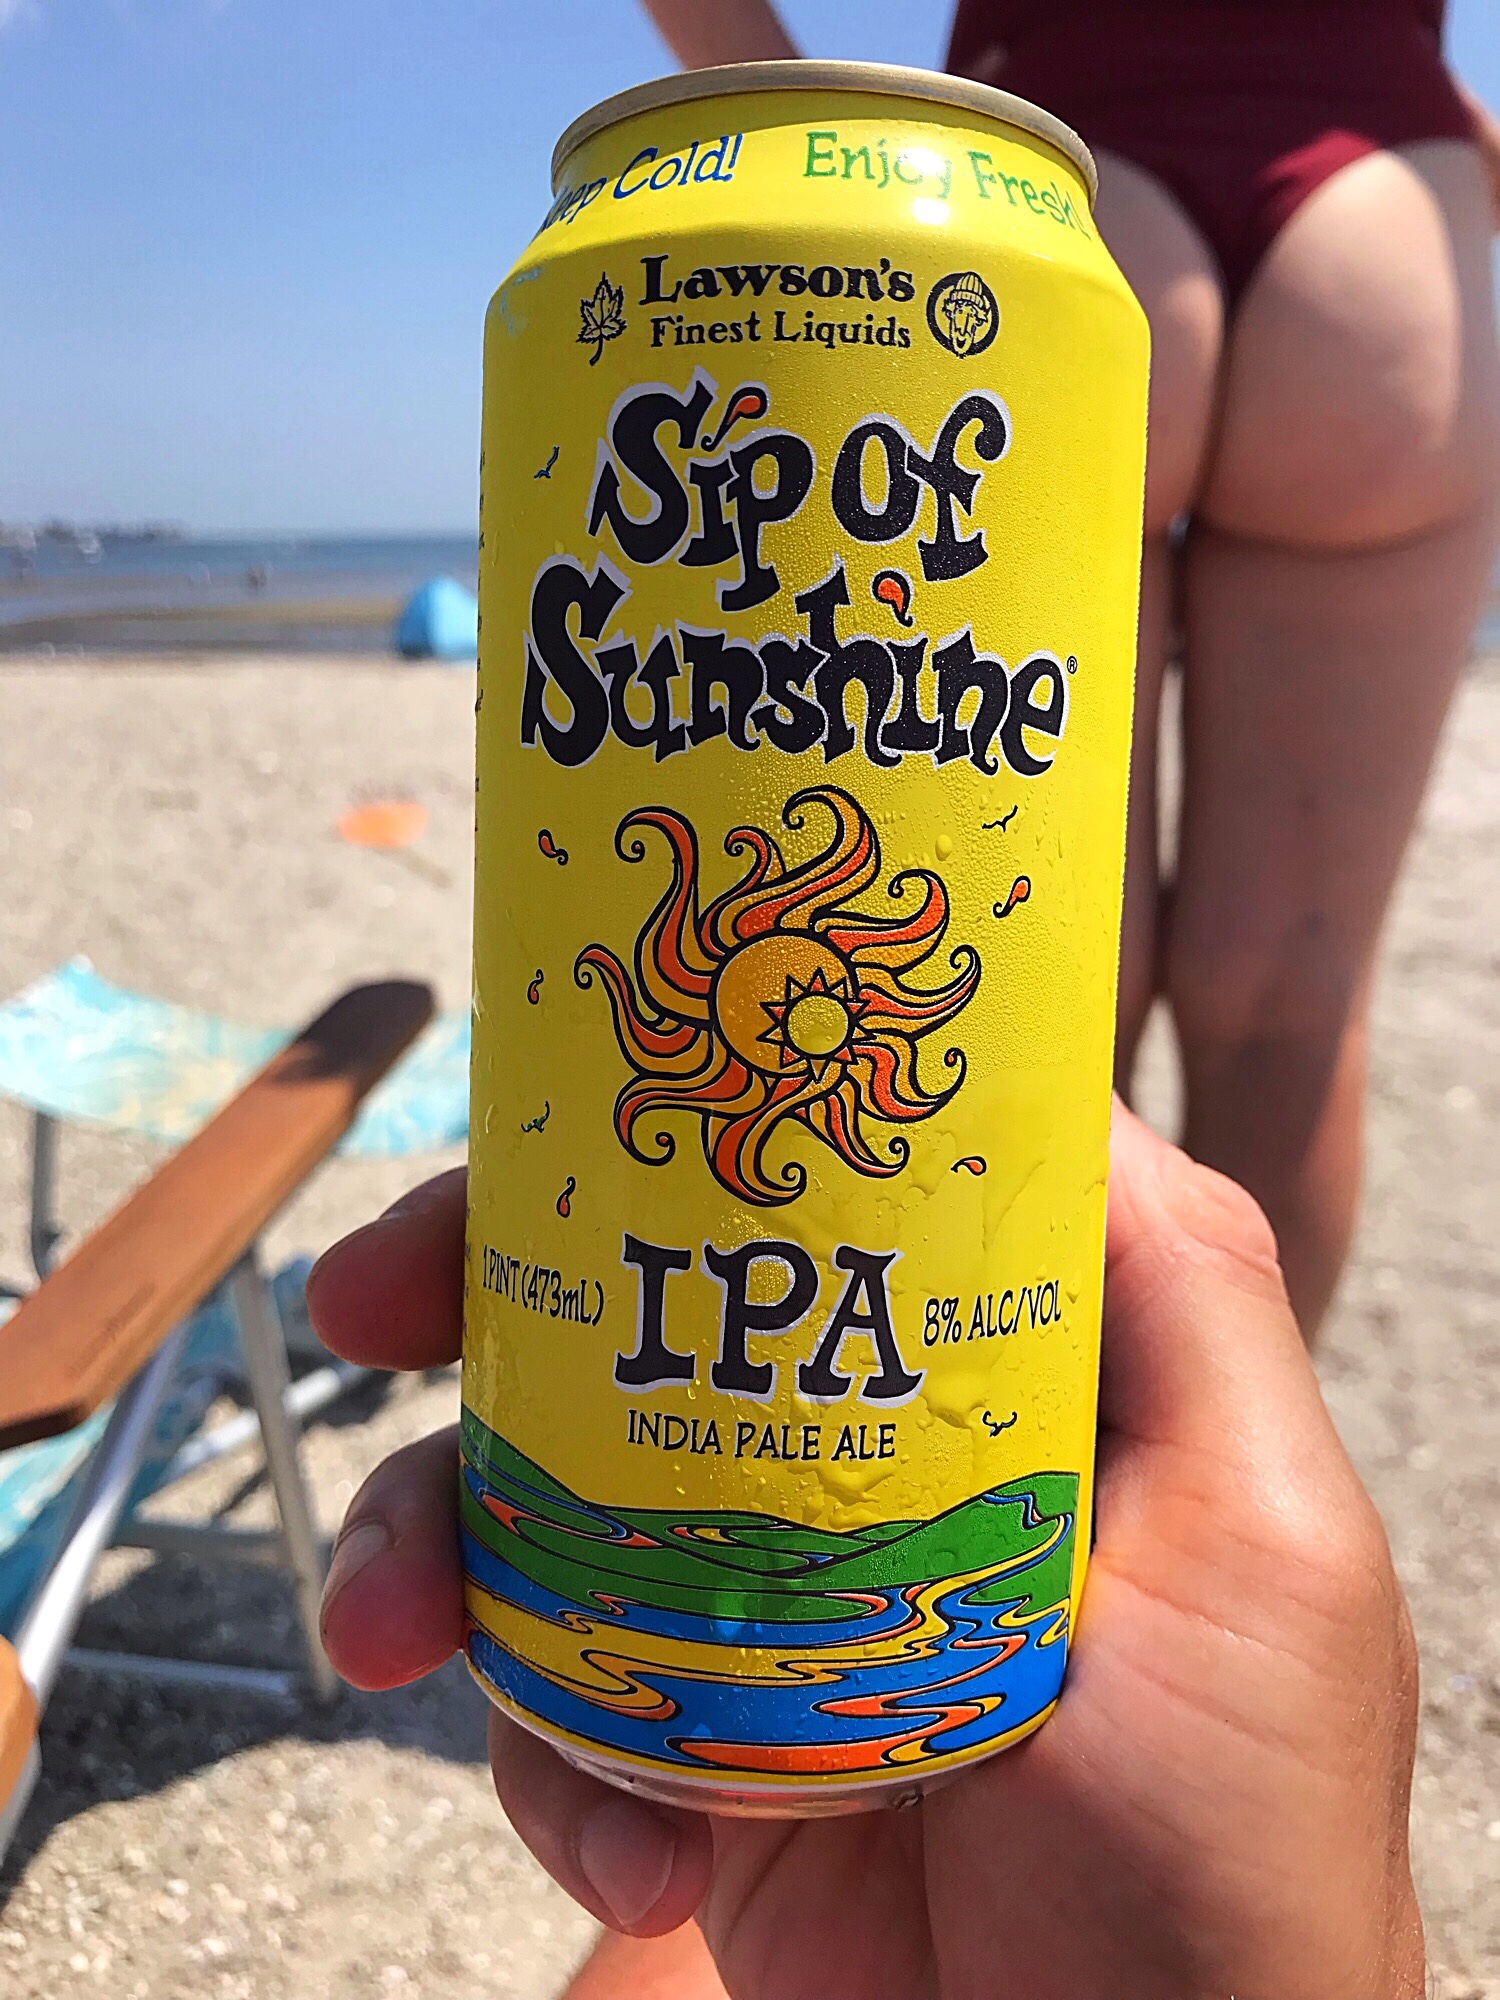 Cold! Enjoy Fresh!
Lawson's
Finest Liquids
Sip of
Sunshine®
1 PINT (473mL) IPA 8% ALC/VOL
INDIA PALE ALE